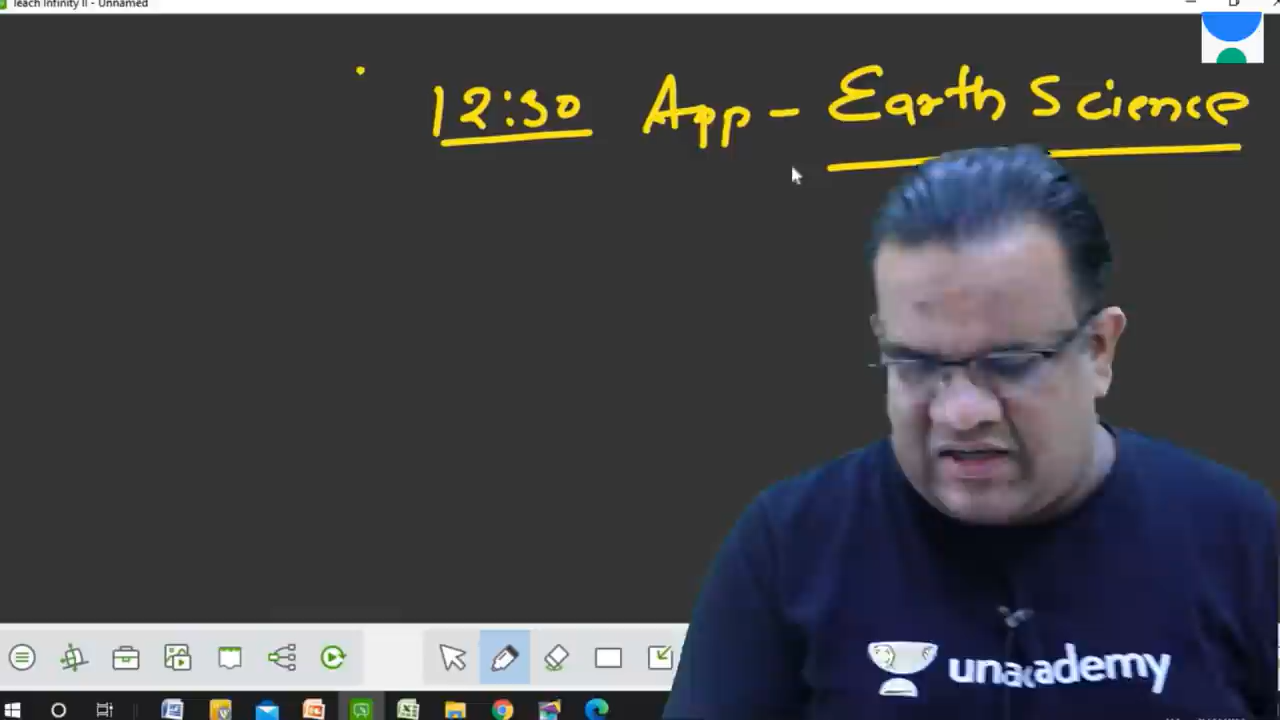 Teach Infinity II - Unnamed
12:30 App - Earth Science
unacademy